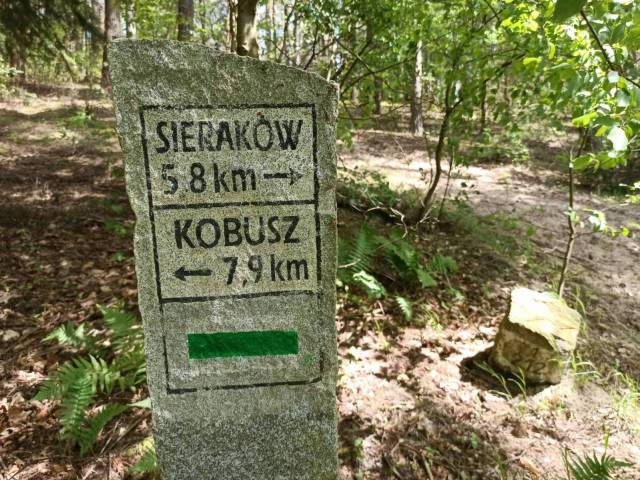 SIERAKÓW
5,8 km →
KOBUSZ
← 7,9 km